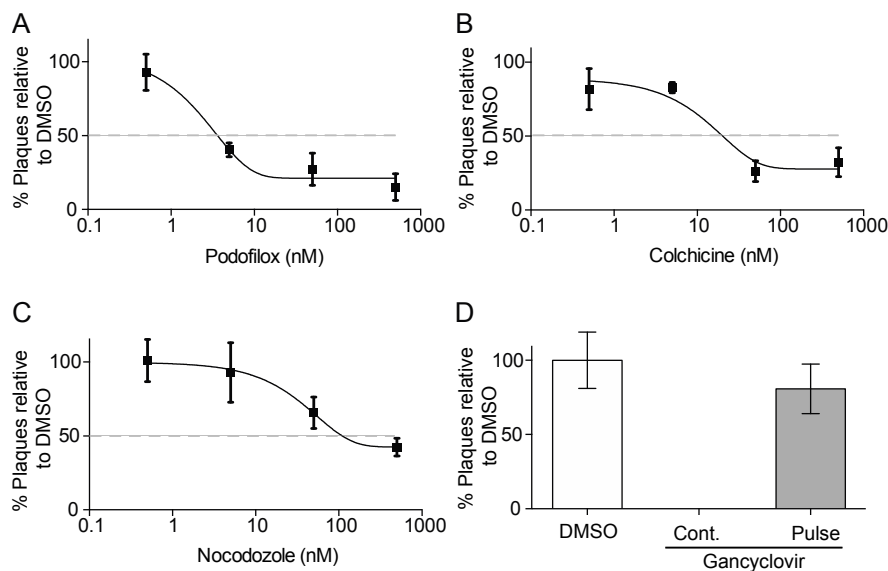 A
% Plaques relative
to DMSO
100
50
0
0.1 1 10 100 1000
Podofilox (nM)
B
% Plaques relative
to DMSO
100
50
0
0.1 1 10 100 1000
Colchicine (nM)
C
% Plaques relative
to DMSO
100
50
0
0.1 1 10 100 1000
Nocodozole (nM)
D
% Plaques relative
to DMSO
100
50
0
DMSO Cont. Pulse
Gancyclovir